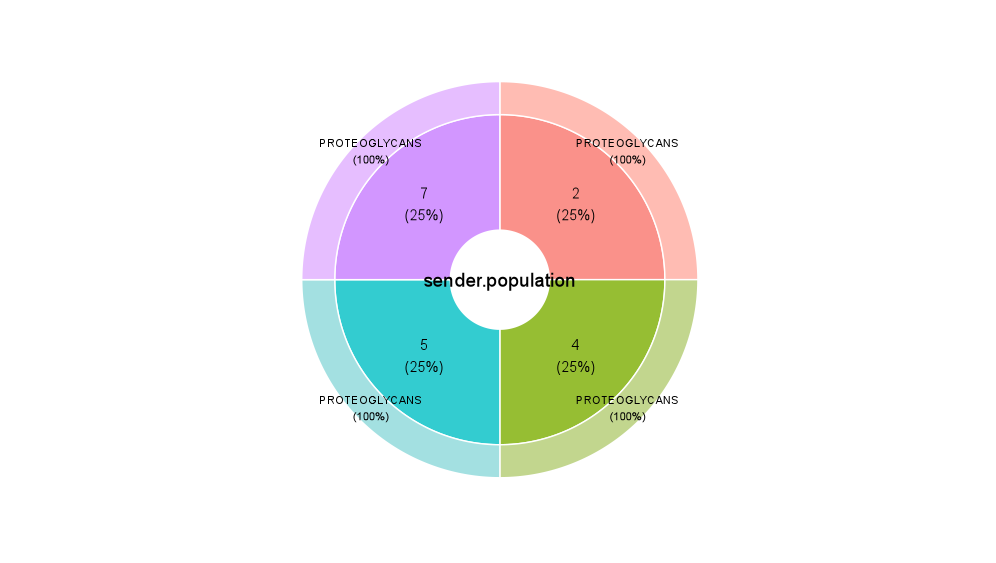 PROTEOGLYCANS
(100%)
PROTEOGLYCANS
(100%)
7
(25%)
2
(25%)
sender.population
5
(25%)
4
(25%)
PROTEOGLYCANS
(100%)
PROTEOGLYCANS
(100%)